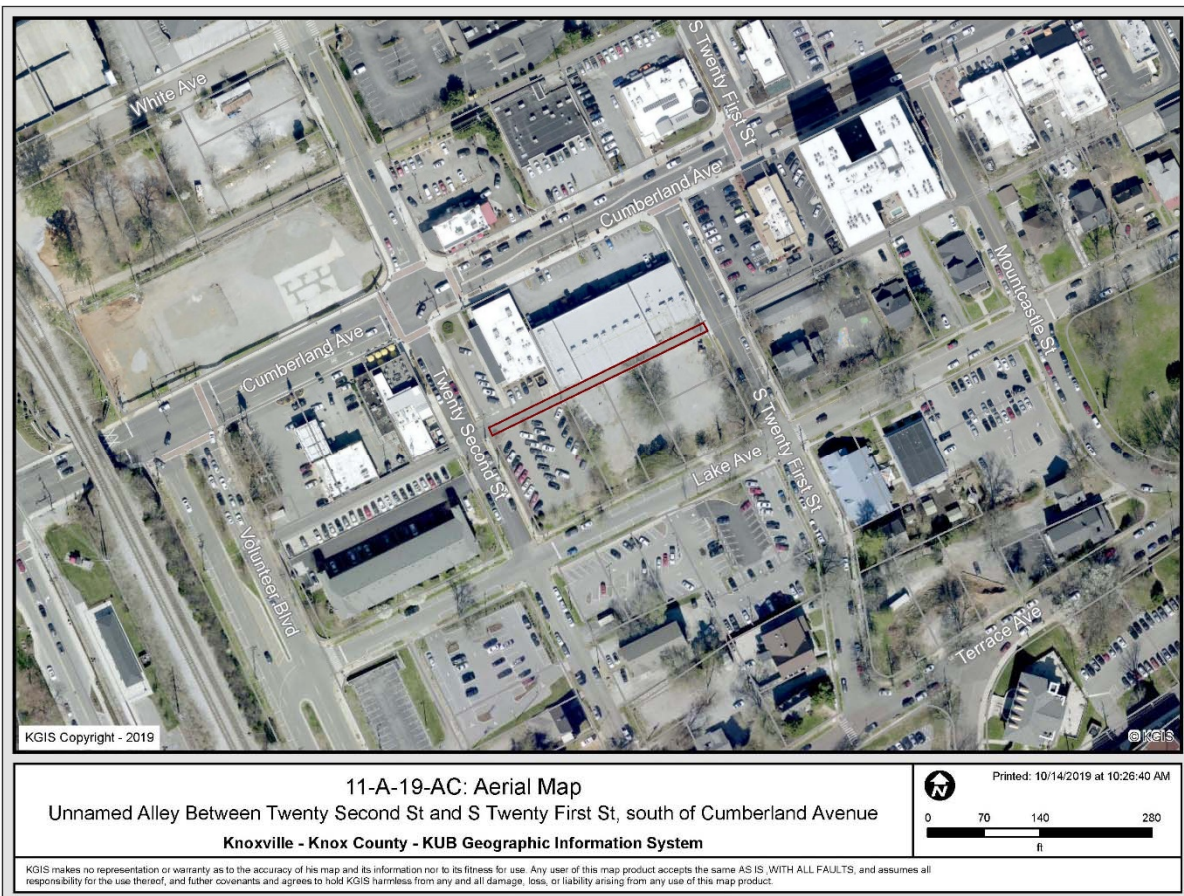 White Ave
S Twenty First St
Cumberland Ave
Mountcastle St
Cumberland Ave
Twenty Second St
S Twenty First St
Lake Ave
Volunteer Blvd
Terrace Ave
KGIS Copyright - 2019
©KGIS
11-A-19-AC: Aerial Map
Unnamed Alley Between Twenty Second St and S Twenty First St, south of Cumberland Avenue
Knoxville - Knox County - KUB Geographic Information System
Printed: 10/14/2019 at 10:26:40 AM
0 70 140 280
ft
KGIS makes no representation or warranty as to the accuracy of his map and its information nor to its fitness for use. Any user of this map product accepts the same AS IS ,WITH ALL FAULTS, and assumes all
responsibility for the use thereof, and futher covenants and agrees to hold KGIS harmless from any and all damage, loss, or liability arising from any use of this map product.